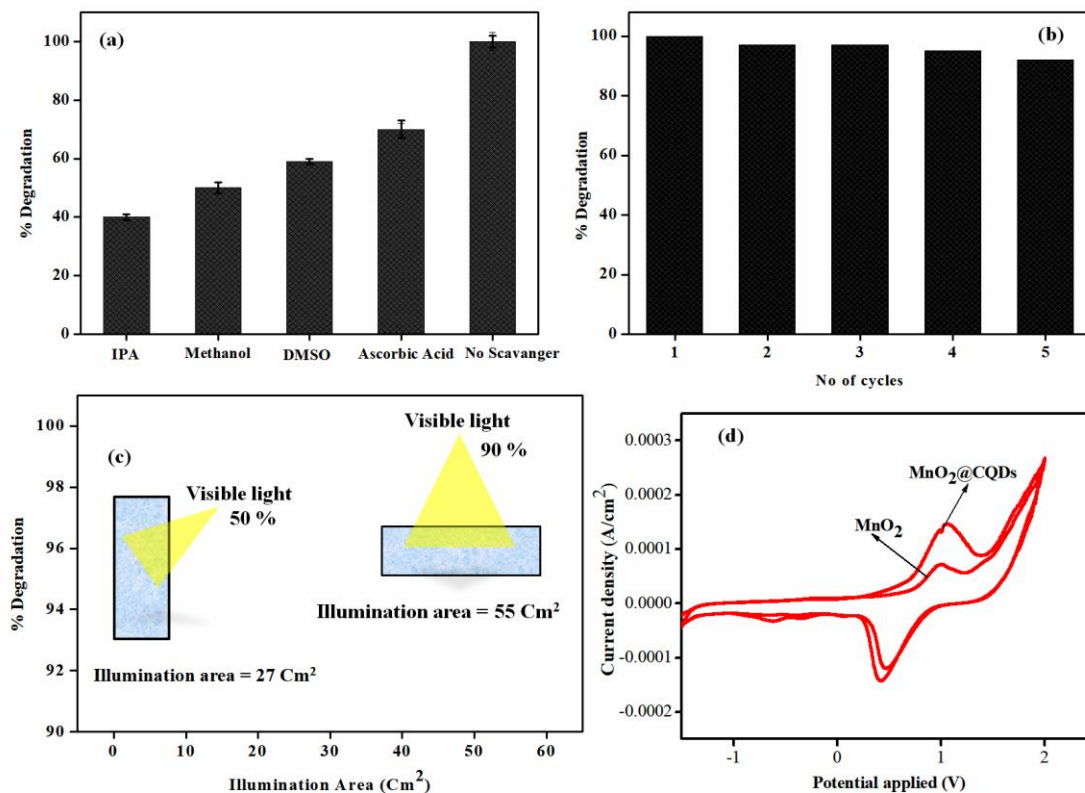 (a)
% Degradation
100
80
60
40
20
0
IPA
Methanol
DMSO
Ascorbic Acid
No Scavanger
(b)
% Degradation
100
80
60
40
20
0
1
2
3
4
5
No of cycles
(c)
% Degradation
100
98
96
94
92
90
Visible light
50 %
Illumination area = 27 Cm²
Visible light
90 %
Illumination area = 55 Cm²
0
10
20
30
40
50
60
Illumination Area (Cm²)
(d)
Current density (A/cm²)
0.0003
0.0002
0.0001
0.0000
-0.0001
-0.0002
MnO₂@CQDs
MnO₂
-1
0
1
2
Potential applied (V)